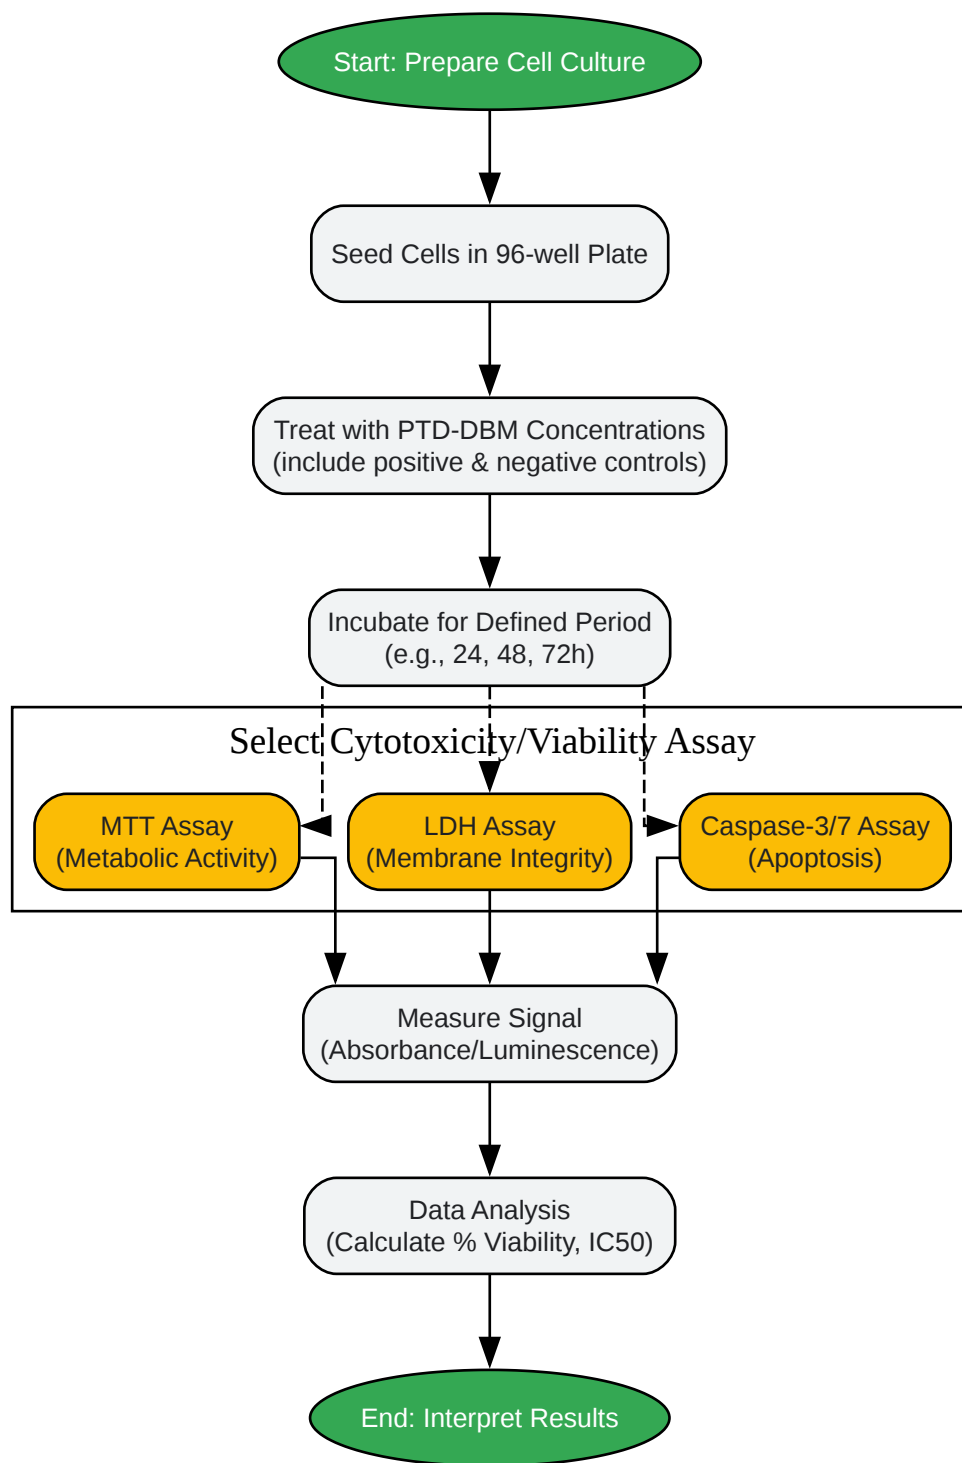 Start: Prepare Cell Culture
Seed Cells in 96-well Plate
Treat with PTD-DBM Concentrations
(include positive & negative controls)
Incubate for Defined Period
(e.g., 24, 48, 72h)
Select Cytotoxicity/Viability Assay
MTT Assay
(Metabolic Activity)
LDH Assay
(Membrane Integrity)
Caspase-3/7 Assay
(Apoptosis)
Measure Signal
(Absorbance/Luminescence)
Data Analysis
(Calculate % Viability, IC50)
End: Interpret Results